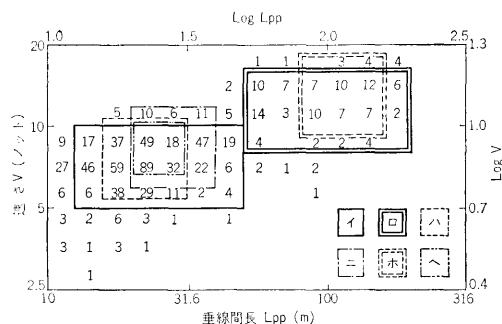 Log Lpp
1.0 1.5 2.0 2.5
20 1.3
1 1 3 4 4
2 10 7 7 10 12 6
5 10 6 11 5 14 3 10 7 7 2
10 1.0
9 17 37 49 18 47 19 4 2 2 4
27 46 59 89 32 22 6 2 1 2
6 6 38 29 11 2 4 1
5 0.7
3 2 6 3 1 1
3 1 3 1
1
2.5 0.4
10 31.6 100 316
垂線間長 Lpp (m)
速さV(ノット)
Log V
イ ロ ハ
ニ ホ ヘ